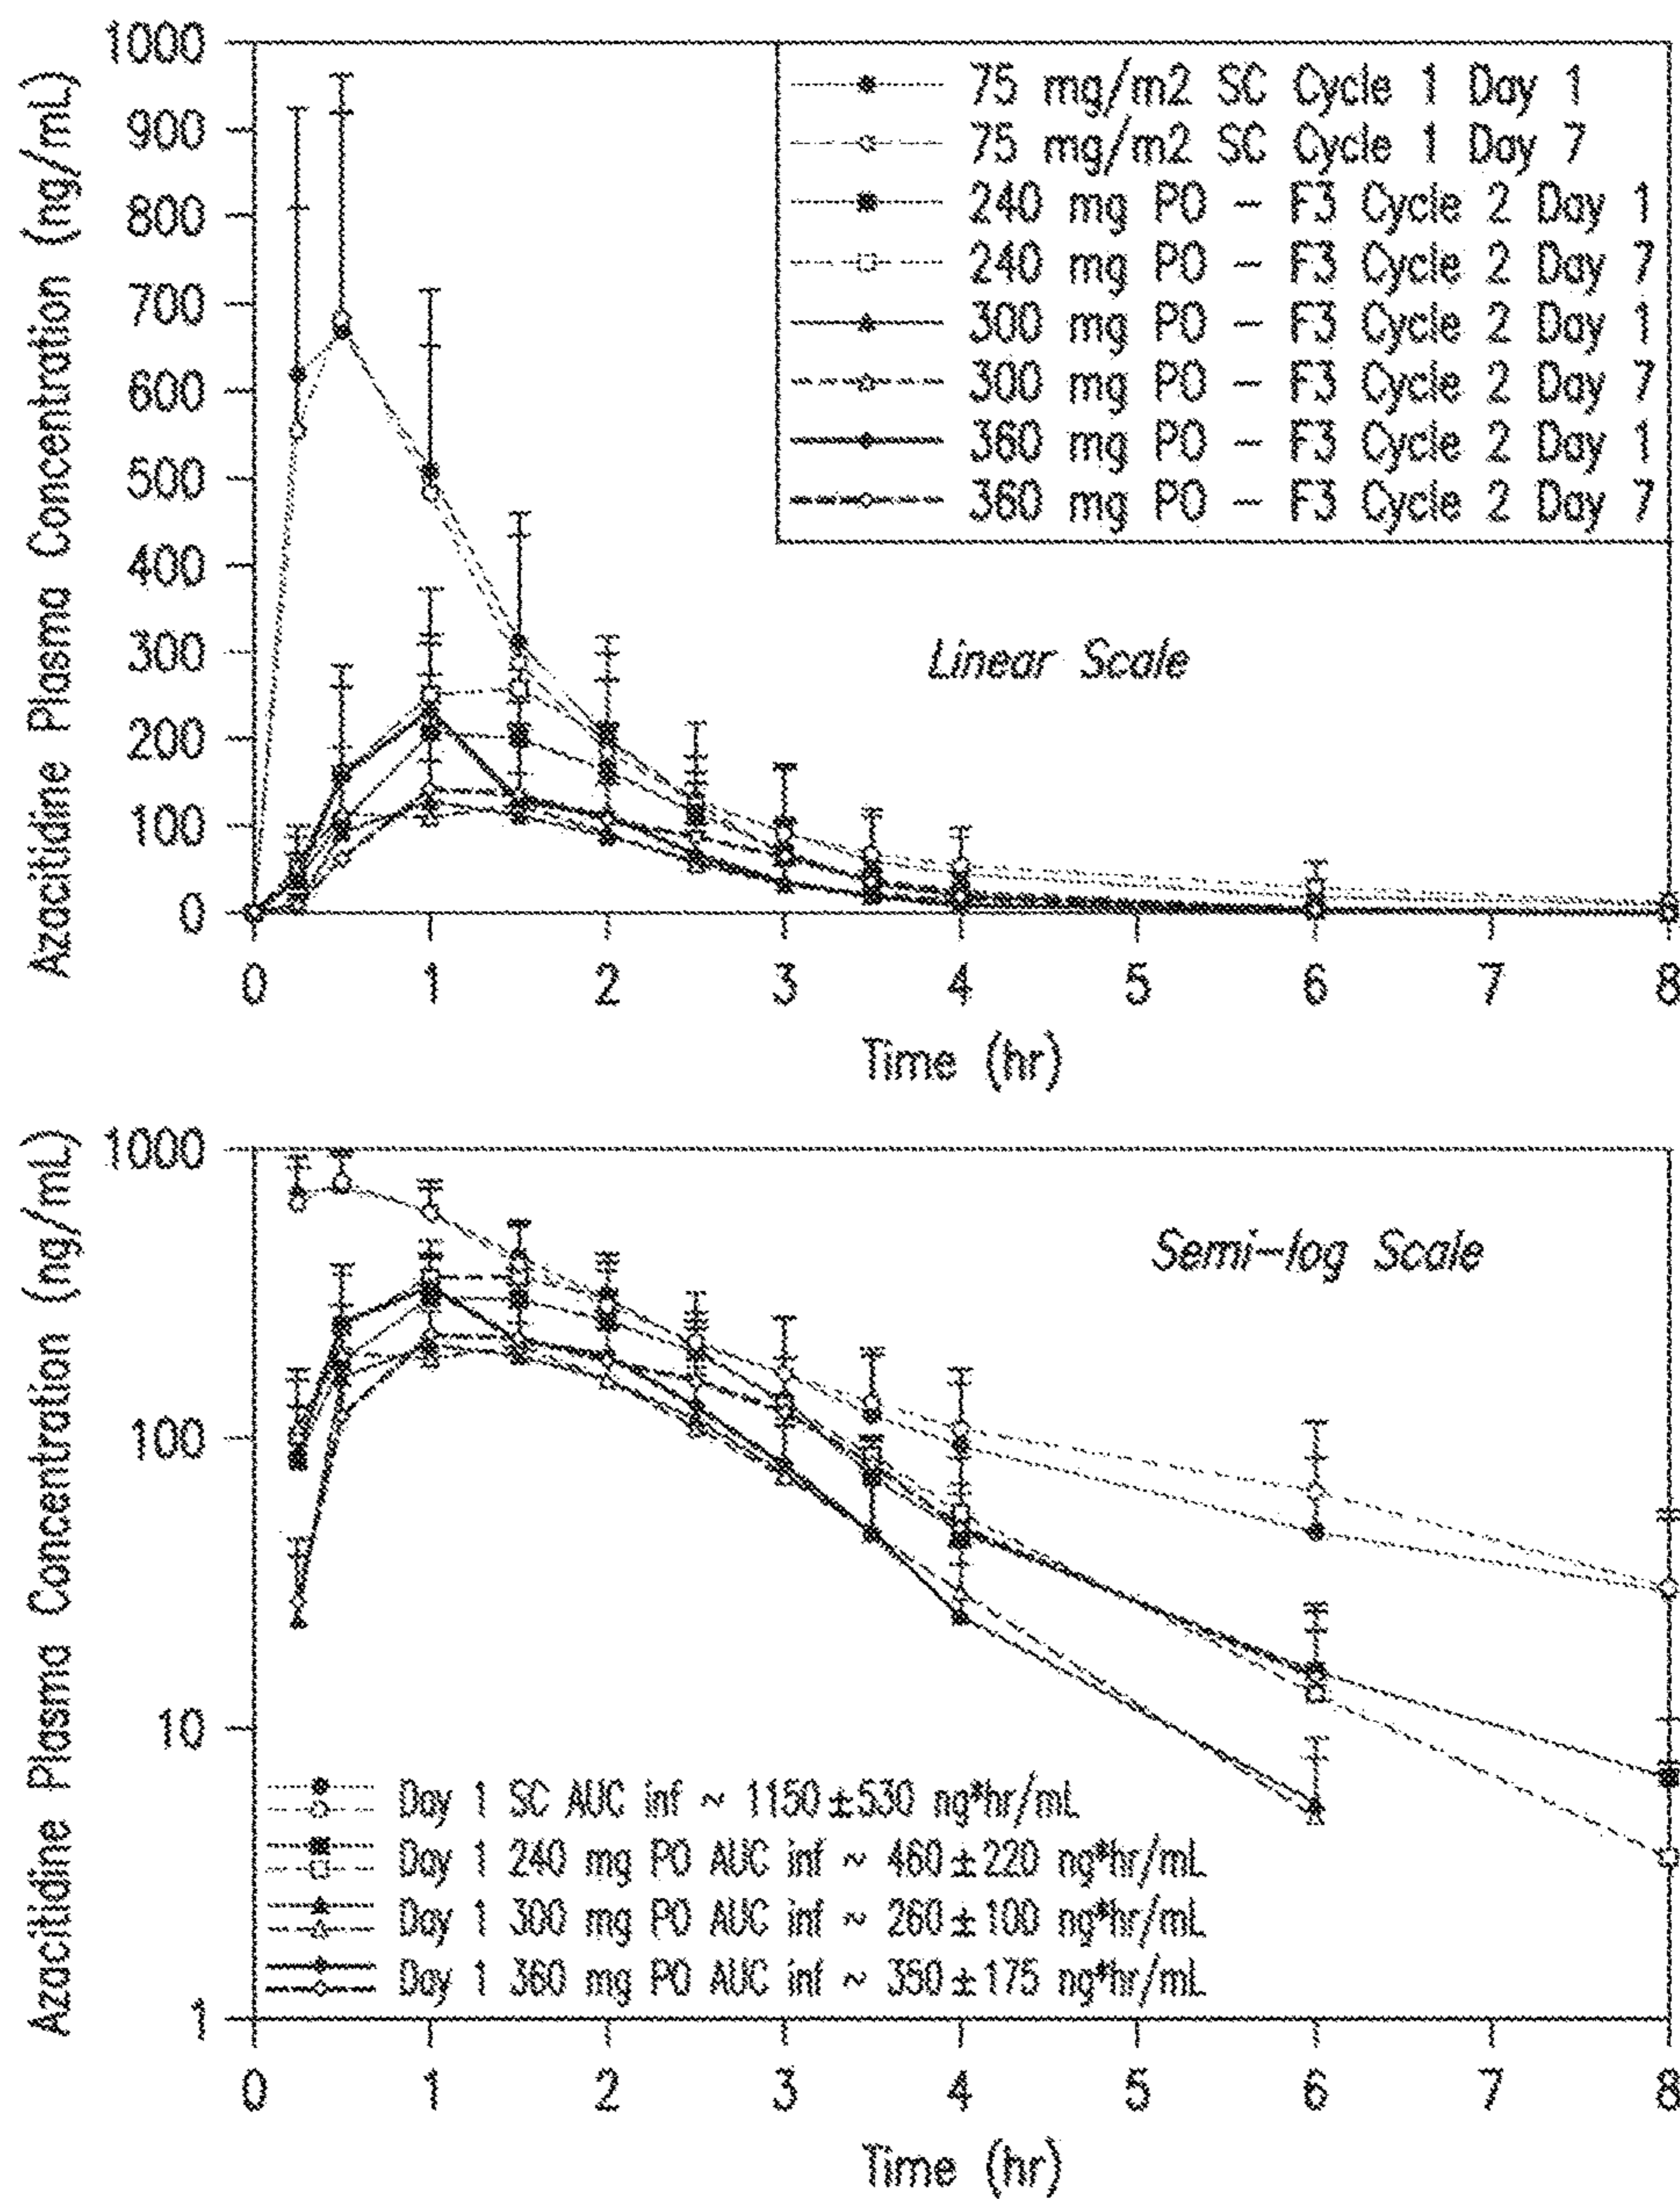 Azacitidine Plasma Concentration (ng/mL)
1000
900
800
700
600
500
400
300
200
100
0
75 mg/m2 SC Cycle 1 Day 1
75 mg/m2 SC Cycle 1 Day 7
240 mg PO – F3 Cycle 2 Day 1
240 mg PO – F3 Cycle 2 Day 7
300 mg PO – F3 Cycle 2 Day 1
300 mg PO – F3 Cycle 2 Day 7
360 mg PO – F3 Cycle 2 Day 1
360 mg PO – F3 Cycle 2 Day 7
Linear Scale
0 1 2 3 4 5 6 7 8
Time (hr)
Azacitidine Plasma Concentration (ng/mL)
1000
100
10
1
Semi-log Scale
Day 1 SC AUC inf ~ 1150±530 ng*hr/mL
Day 1 240 mg PO AUC inf ~ 460±220 ng*hr/mL
Day 1 300 mg PO AUC inf ~ 260±100 ng*hr/mL
Day 1 360 mg PO AUC inf ~ 350±175 ng*hr/mL
0 1 2 3 4 5 6 7 8
Time (hr)